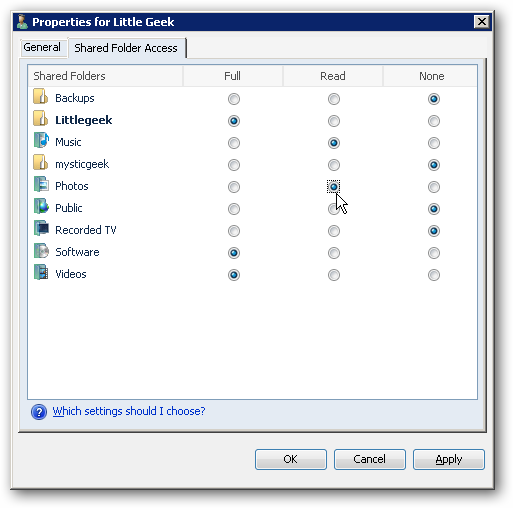 Properties for Little Geek
General Shared Folder Access
Shared Folders Full Read None
Backups
Littlegeek
Music
mysticgeek
Photos
Public
Recorded TV
Software
Videos
? Which settings should I choose?
OK Cancel Apply